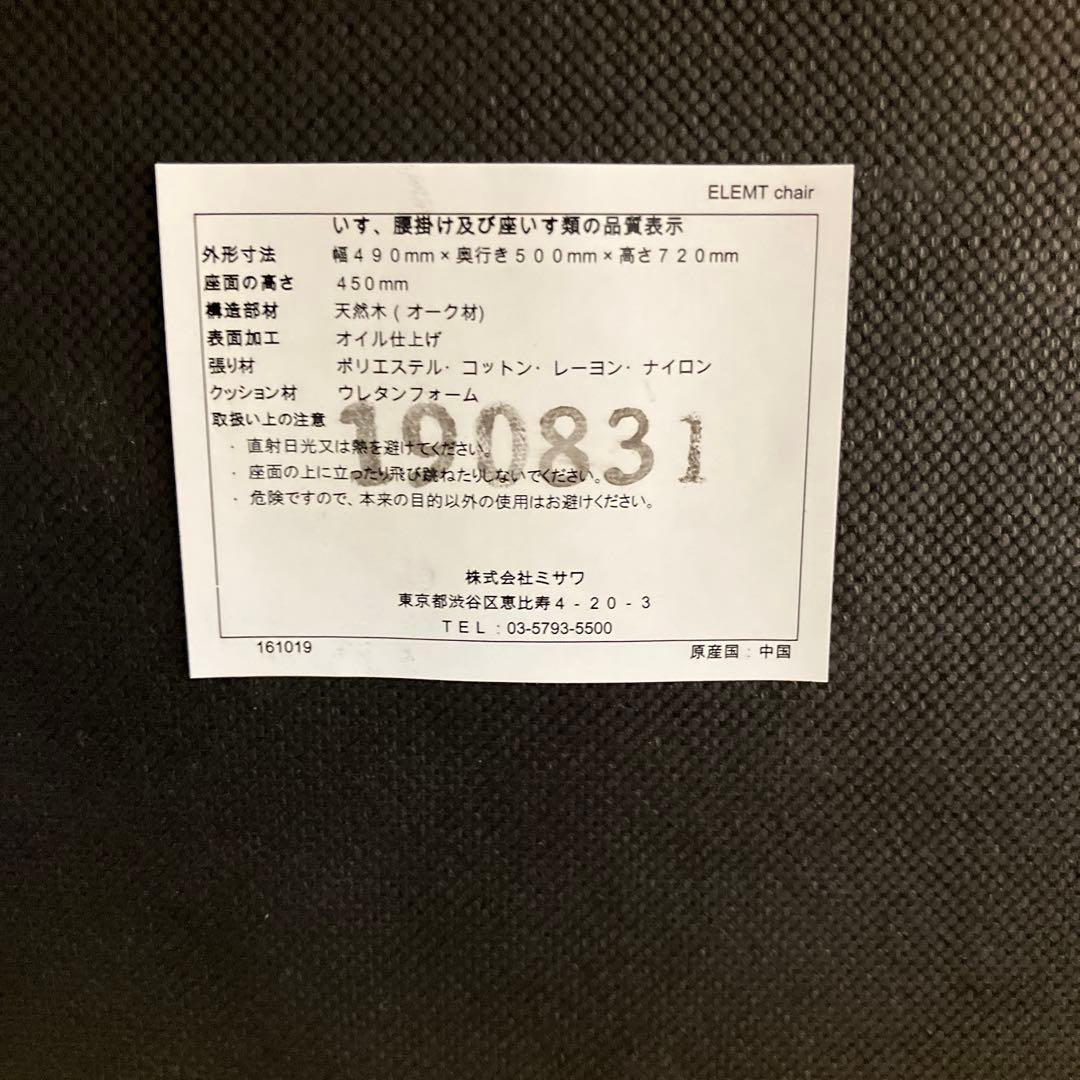 ELEMT chair
いす、腰掛け及び座いす類の品質表示
外形寸法 幅490mm×奥行き500mm×高さ720mm
座面の高さ 450mm
構造部材 天然木(オーク材)
表面加工 オイル仕上げ
張り材 ポリエステル・コットン・レーヨン・ナイロン
クッション材 ウレタンフォーム
取扱い上の注意
190831
・直射日光又は熱を避けてください。
・座面の上に立ったり飛び跳ねたりしないでください。
・危険ですので、本来の目的以外の使用はお避けください。
株式会社ミサワ
東京都渋谷区恵比寿4-20-3
TEL:03-5793-5500
161019 原産国:中国